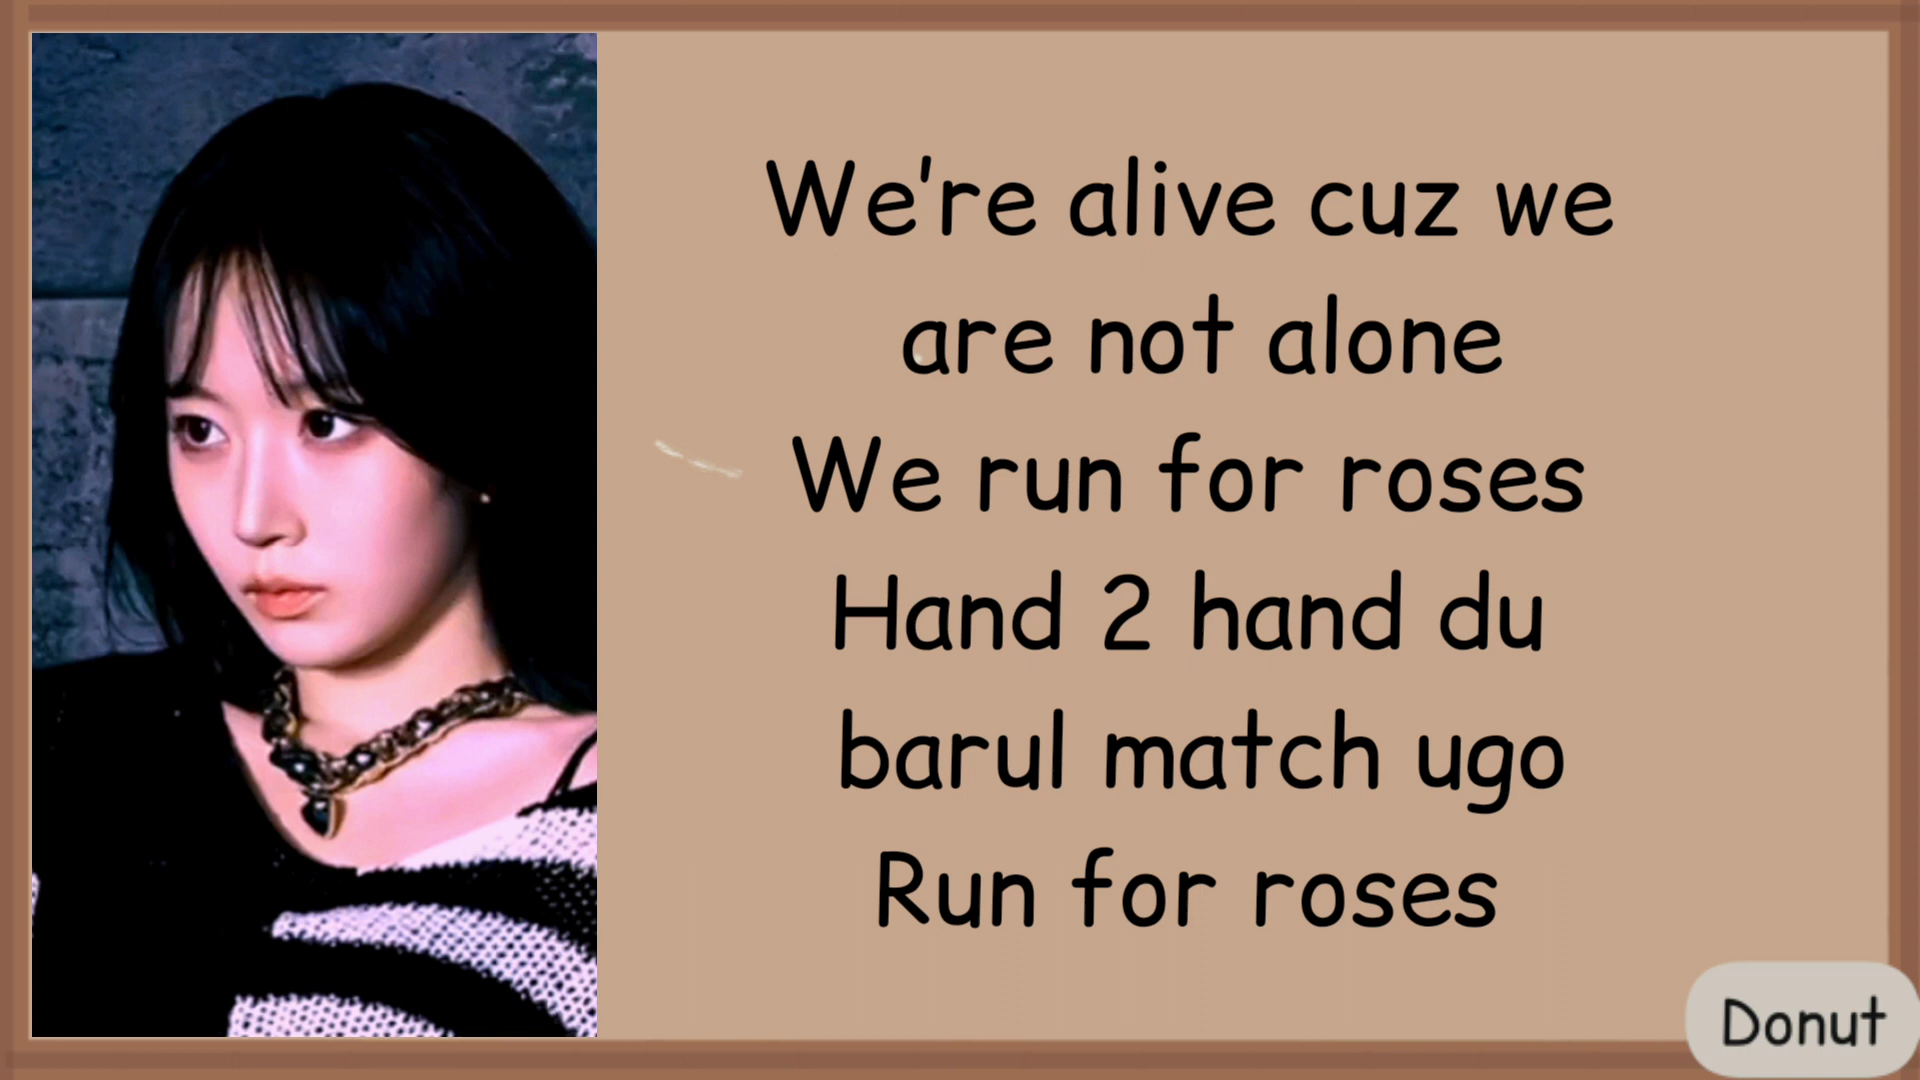 We're alive cuz we
are not alone
We run for roses
Hand 2 hand du
barul match ugo
Run for roses
Donut